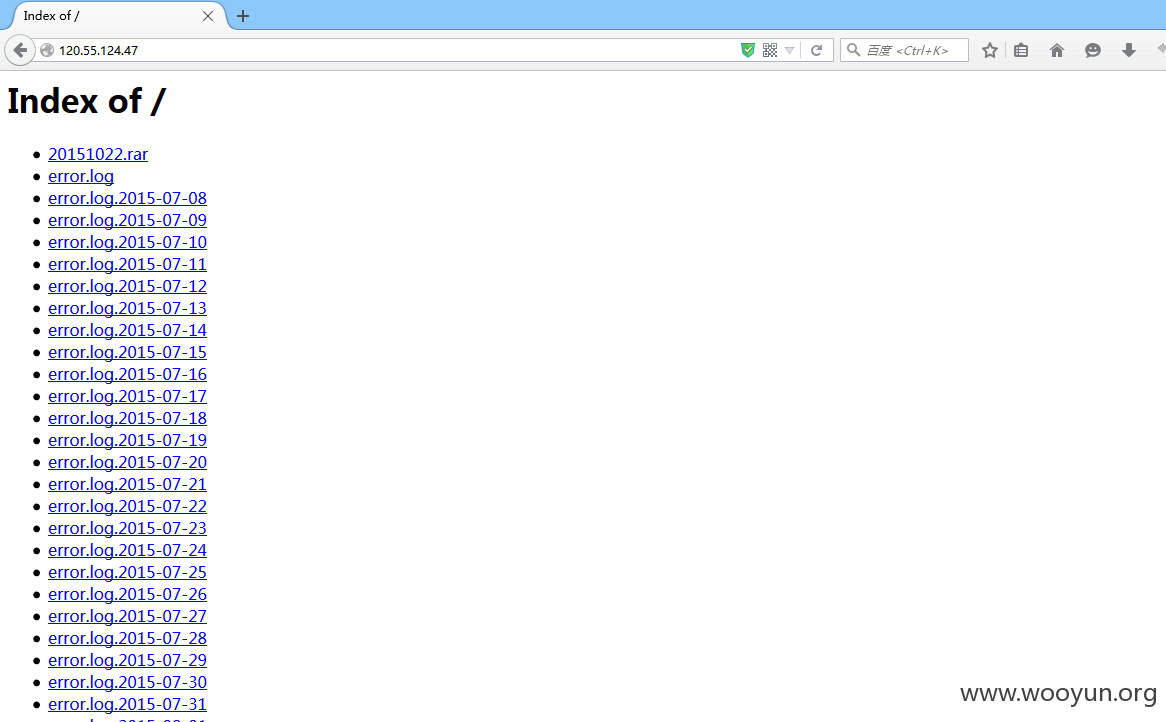 Index of /
120.55.124.47
百度 <Ctrl+K>
Index of /
20151022.rar
error.log
error.log.2015-07-08
error.log.2015-07-09
error.log.2015-07-10
error.log.2015-07-11
error.log.2015-07-12
error.log.2015-07-13
error.log.2015-07-14
error.log.2015-07-15
error.log.2015-07-16
error.log.2015-07-17
error.log.2015-07-18
error.log.2015-07-19
error.log.2015-07-20
error.log.2015-07-21
error.log.2015-07-22
error.log.2015-07-23
error.log.2015-07-24
error.log.2015-07-25
error.log.2015-07-26
error.log.2015-07-27
error.log.2015-07-28
error.log.2015-07-29
error.log.2015-07-30
error.log.2015-07-31
www.wooyun.org